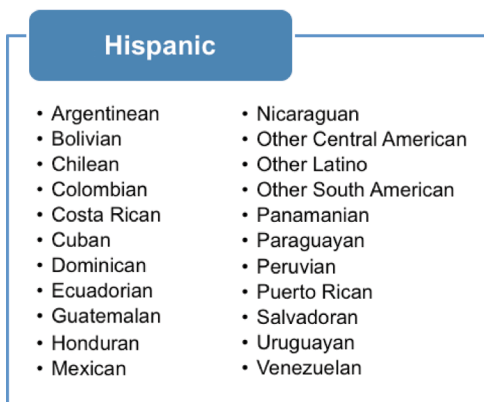 Hispanic
• Argentinean
• Bolivian
• Chilean
• Colombian
• Costa Rican
• Cuban
• Dominican
• Ecuadorian
• Guatemalan
• Honduran
• Mexican
• Nicaraguan
• Other Central American
• Other Latino
• Other South American
• Panamanian
• Paraguayan
• Peruvian
• Puerto Rican
• Salvadoran
• Uruguayan
• Venezuelan